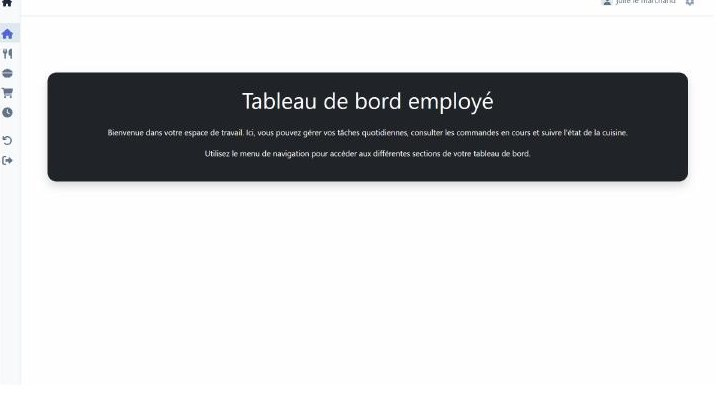 Julie le marchand
Tableau de bord employé
Bienvenue dans votre espace de travail. Ici, vous pouvez gérer vos tâches quotidiennes, consulter les commandes en cours et suivre l'état de la cuisine.
Utilisez le menu de navigation pour accéder aux différentes sections de votre tableau de bord.